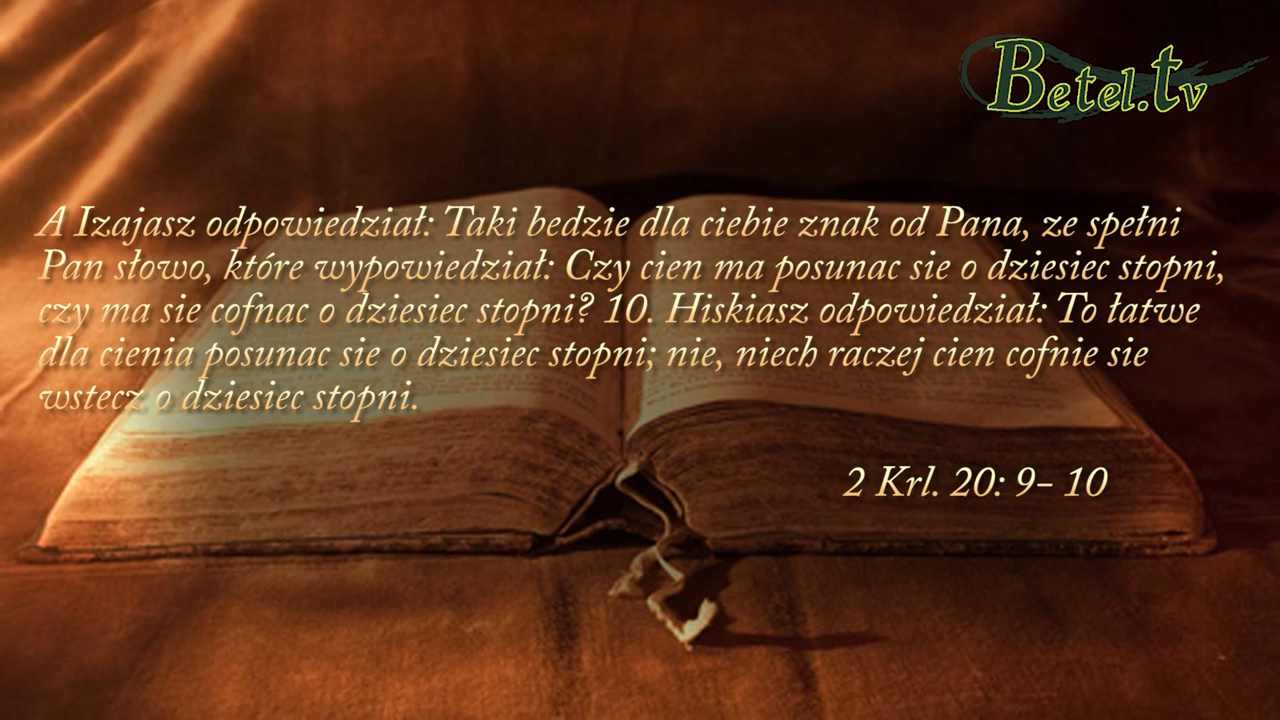 Betel.tv
A Izajasz odpowiedział: Taki bedzie dla ciebie znak od Pana, ze spełni
Pan słowo, które wypowiedział: Czy cien ma posunac sie o dziesiec stopni,
czy ma sie cofnac o dziesiec stopni? 10. Hiskiasz odpowiedział: To łatwe
dla cienia posunac sie o dziesiec stopni; nie, niech raczej cien cofnie sie
wstecz o dziesiec stopni.
2 Krl. 20: 9- 10